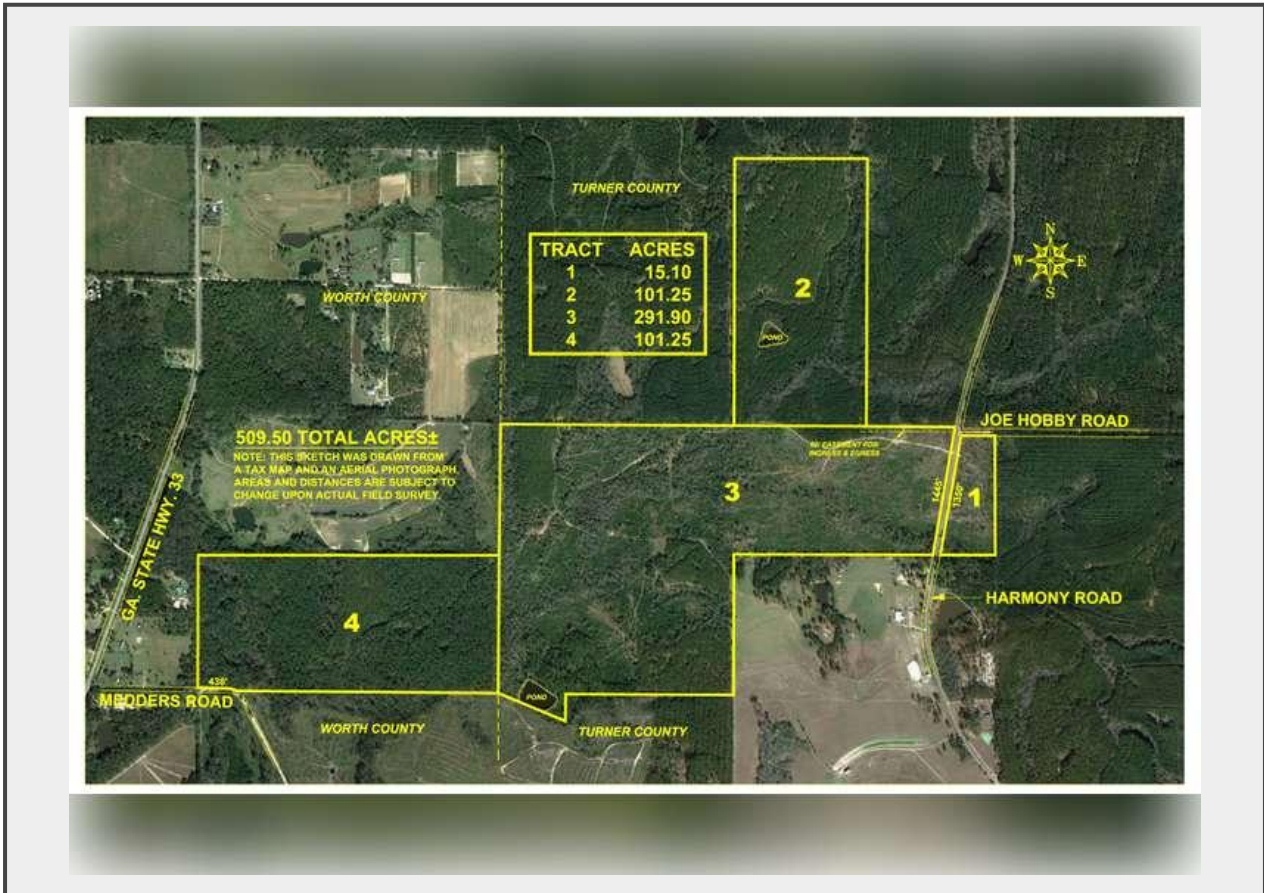 TURNER COUNTY
TRACT ACRES
1 15.10
2 101.25
3 291.90
4 101.25
2
POND
N
W E
S
WORTH COUNTY
JOE HOBBY ROAD
509.50 TOTAL ACRES±
NOTE: THIS SKETCH WAS DRAWN FROM
A TAX MAP AND AN AERIAL PHOTOGRAPH.
AREAS AND DISTANCES ARE SUBJECT TO
CHANGE UPON ACTUAL FIELD SURVEY.
EASEMENT FOR
INGRESS & EGRESS
3
1445'
1350'
1
GA. STATE HWY. 33
HARMONY ROAD
4
438'
MEDDERS ROAD
POND
WORTH COUNTY
TURNER COUNTY